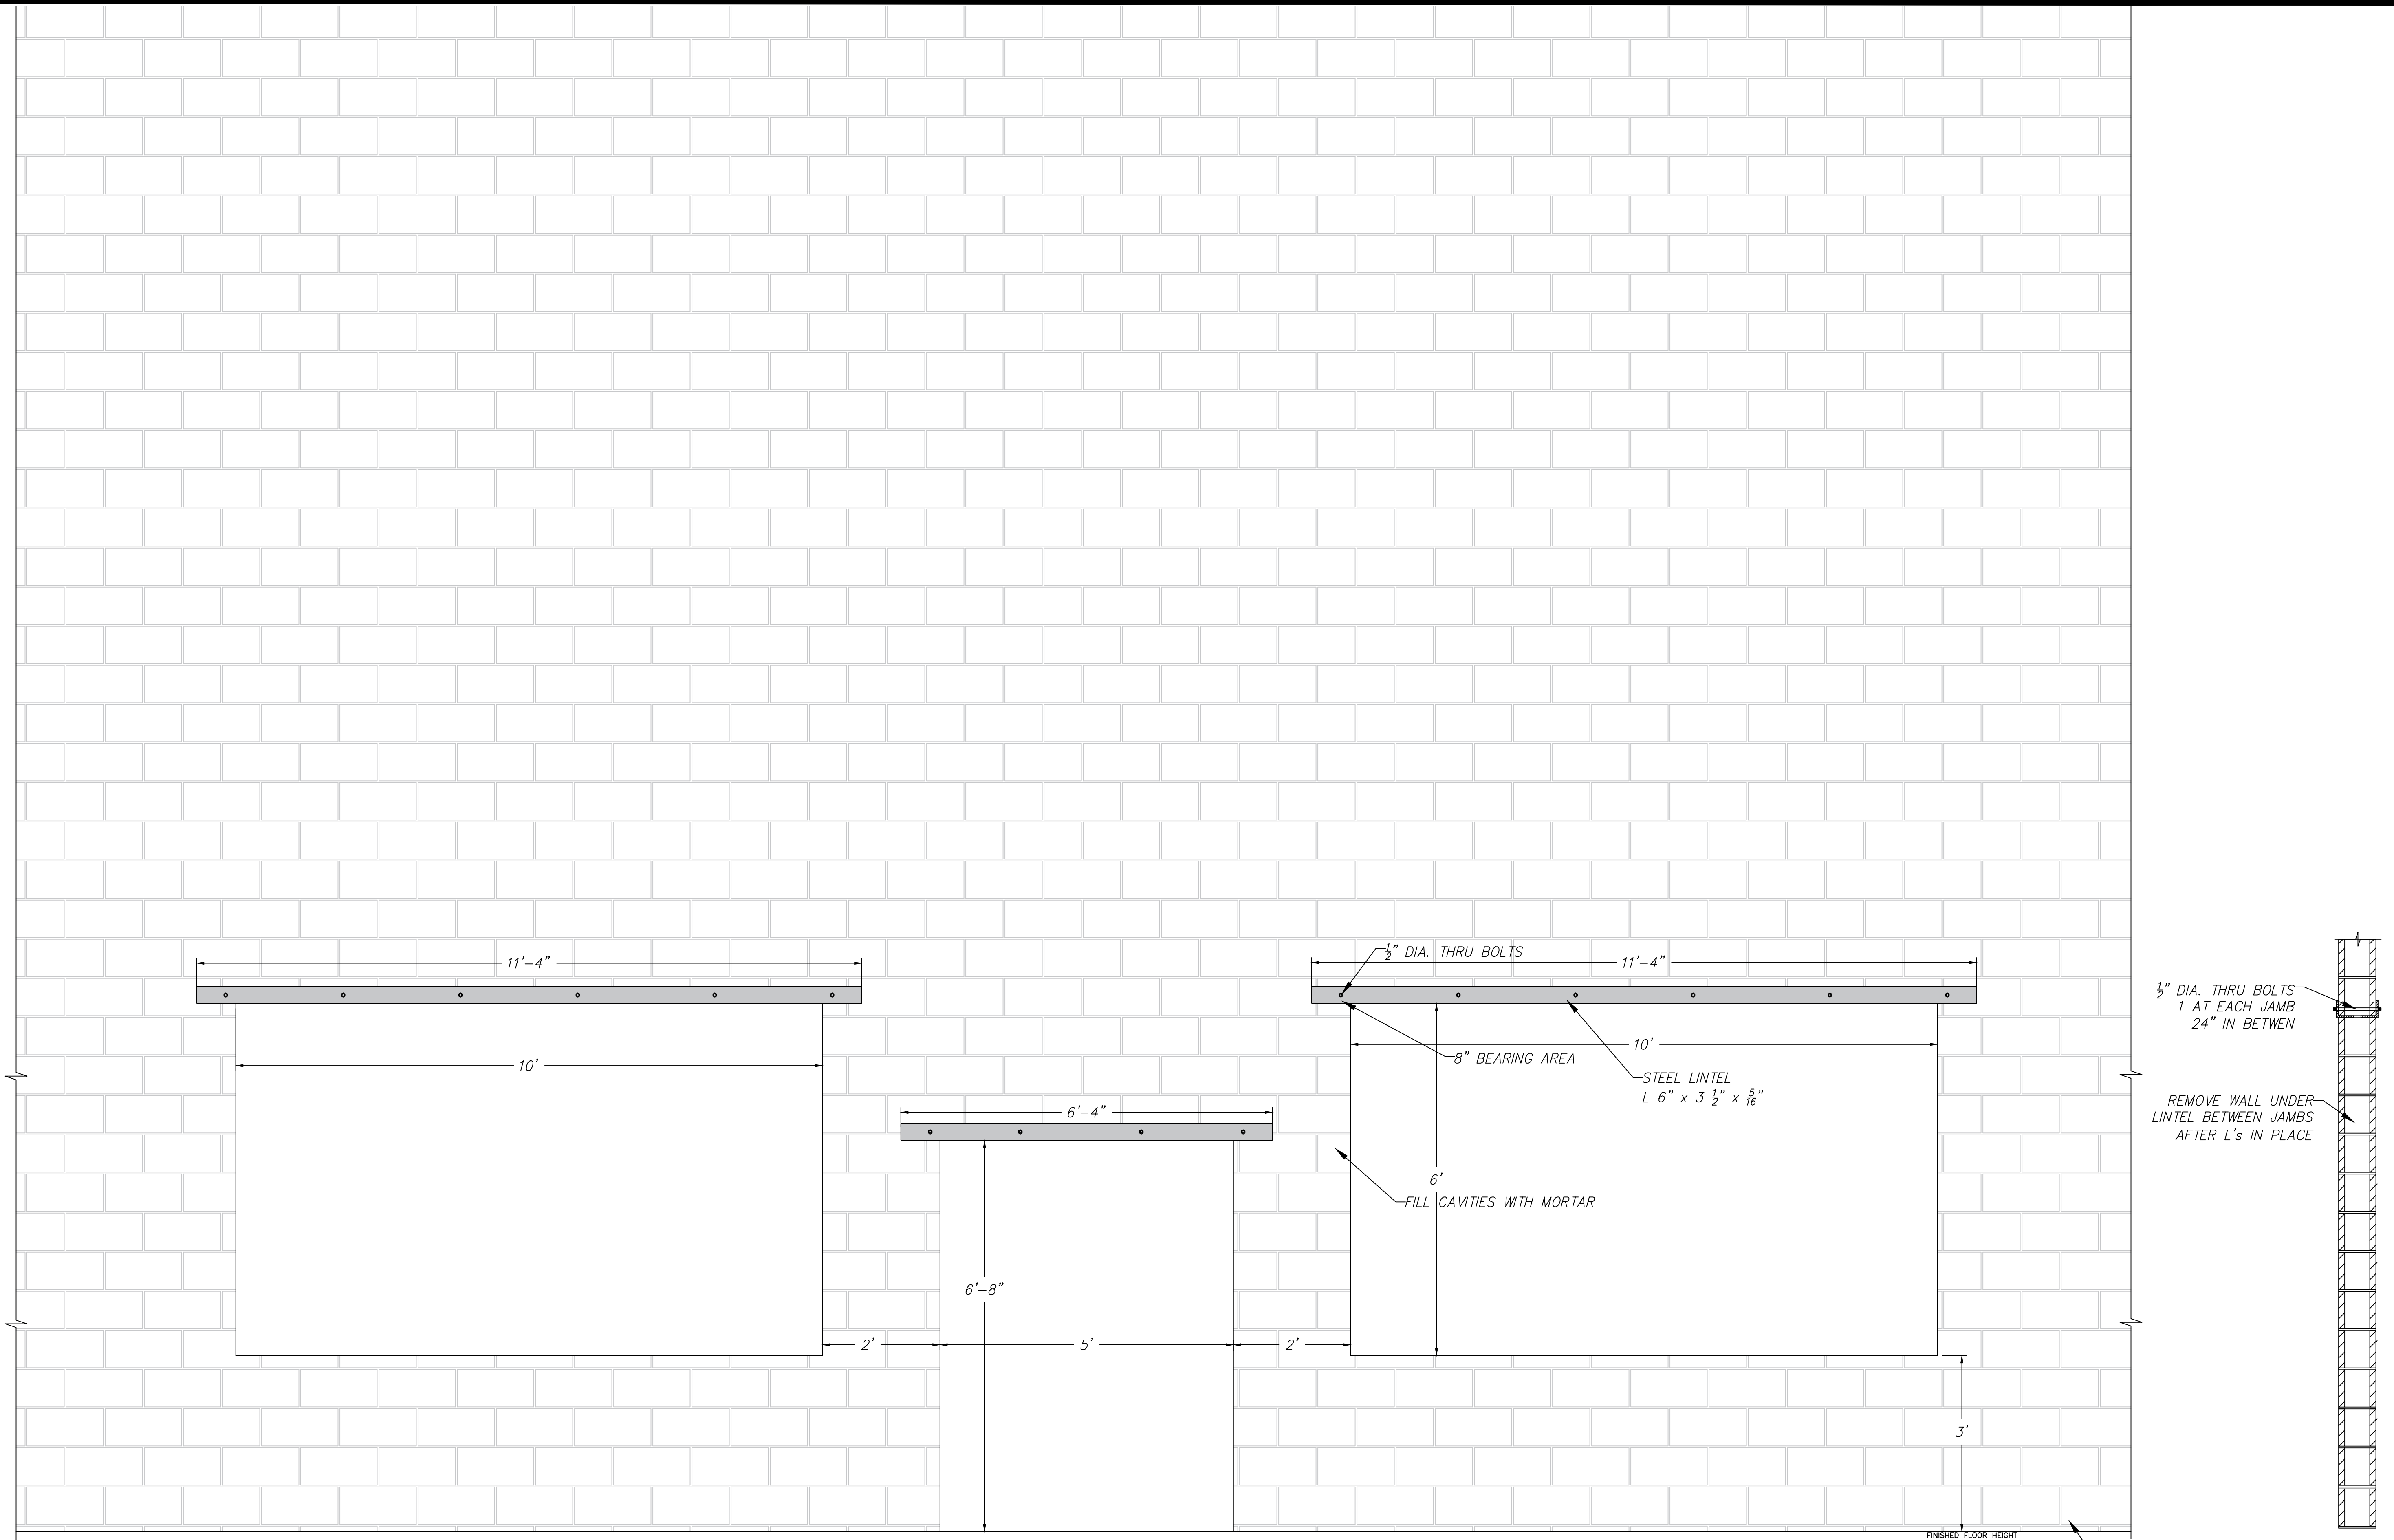 11'-4"
1/2" DIA. THRU BOLTS
11'-4"
1/2" DIA. THRU BOLTS
1 AT EACH JAMB
24" IN BETWEN
10'
10'
8" BEARING AREA
STEEL LINTEL
L 6" x 3 1/2" x 5/16"
REMOVE WALL UNDER
LINTEL BETWEEN JAMBS
AFTER L's IN PLACE
6'-4"
6'
FILL CAVITIES WITH MORTAR
6'-8"
2'
5'
2'
3'
FINISHED FLOOR HEIGHT